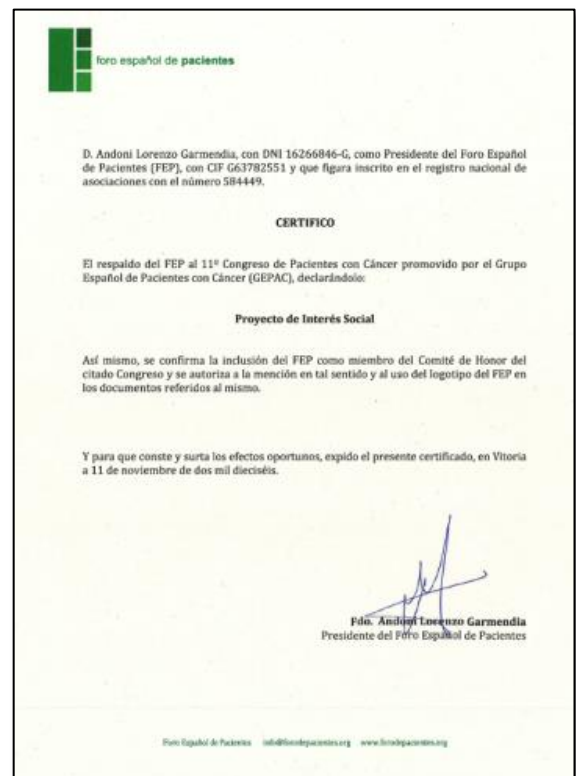 foro español de pacientes
D. Andoni Lorenzo Garmendia, con DNI 16266846-G, como Presidente del Foro Español
de Pacientes (FEP), con CIF G63782551 y que figura inscrito en el registro nacional de
asociaciones con el número 584449.
CERTIFICO
El respaldo del FEP al 11º Congreso de Pacientes con Cáncer promovido por el Grupo
Español de Pacientes con Cáncer (GEPAC), declarándolo:
Proyecto de Interés Social
Así mismo, se confirma la inclusión del FEP como miembro del Comité de Honor del
citado Congreso y se autoriza a la mención en tal sentido y al uso del logotipo del FEP en
los documentos referidos al mismo.
Y para que conste y surta los efectos oportunos, expido el presente certificado, en Vitoria
a 11 de noviembre de dos mil dieciséis.
Fdo. Andoni Lorenzo Garmendia
Presidente del Foro Español de Pacientes
Foro Español de Pacientes info@forodepacientes.org www.forodepacientes.org